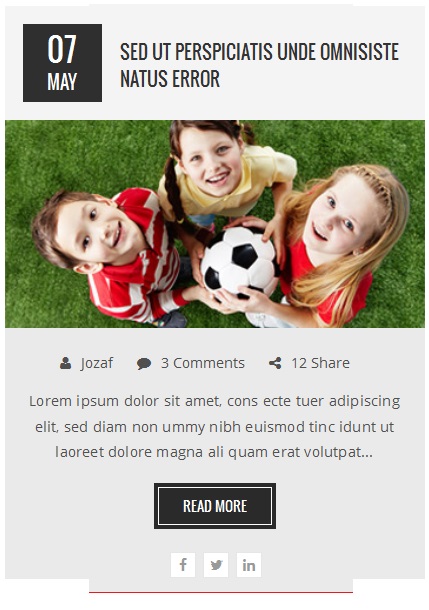 07
MAY
SED UT PERSPICIATIS UNDE OMNISISTE
NATUS ERROR
Jozaf 3 Comments 12 Share
Lorem ipsum dolor sit amet, cons ecte tuer adipiscing
elit, sed diam non ummy nibh euismod tinc idunt ut
laoreet dolore magna ali quam erat volutpat...
READ MORE